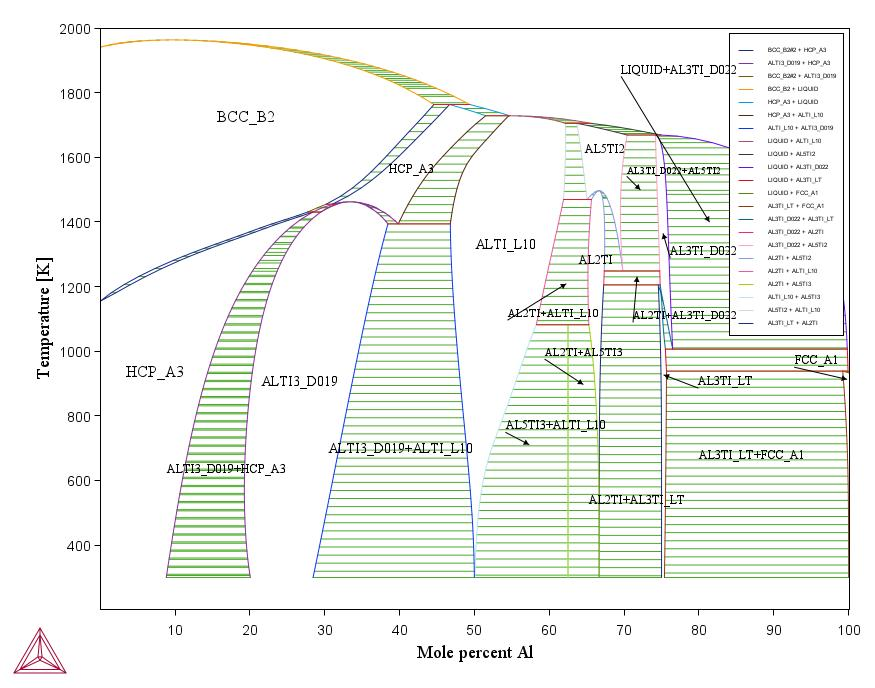 2000
1800
1600
1400
1200
1000
800
600
400
Temperature [K]
10
20
30
40
50
60
70
80
90
100
Mole percent Al
BCC_B2
HCP_A3
HCP_A3
ALTI3_D019
ALTI3_D019+HCP_A3
ALTI3_D019+ALTI_L10
ALTI_L10
LIQUID+AL3TI_D022
AL5TI2
AL3TI_D022+AL5TI2
AL3TI_D022
AL2TI
AL2TI+ALTI_L10
AL2TI+AL3TI_D022
AL2TI+AL5TI3
FCC_A1
AL3TI_LT
AL5TI3+ALTI_L10
AL3TI_LT+FCC_A1
AL2TI+AL3TI_LT
BCC_B2#2 + HCP_A3
ALTI3_D019 + HCP_A3
BCC_B2#2 + ALTI3_D019
BCC_B2 + LIQUID
HCP_A3 + LIQUID
HCP_A3 + ALTI_L10
ALTI_L10 + ALTI3_D019
LIQUID + ALTI_L10
LIQUID + AL5TI2
LIQUID + AL3TI_D022
LIQUID + AL3TI_LT
LIQUID + FCC_A1
AL3TI_LT + FCC_A1
AL3TI_D022 + AL3TI_LT
AL3TI_D022 + AL2TI
AL3TI_D022 + AL5TI2
AL2TI + AL5TI2
AL2TI + ALTI_L10
AL2TI + AL5TI3
ALTI_L10 + AL5TI3
AL5TI2 + ALTI_L10
AL3TI_LT + AL2TI